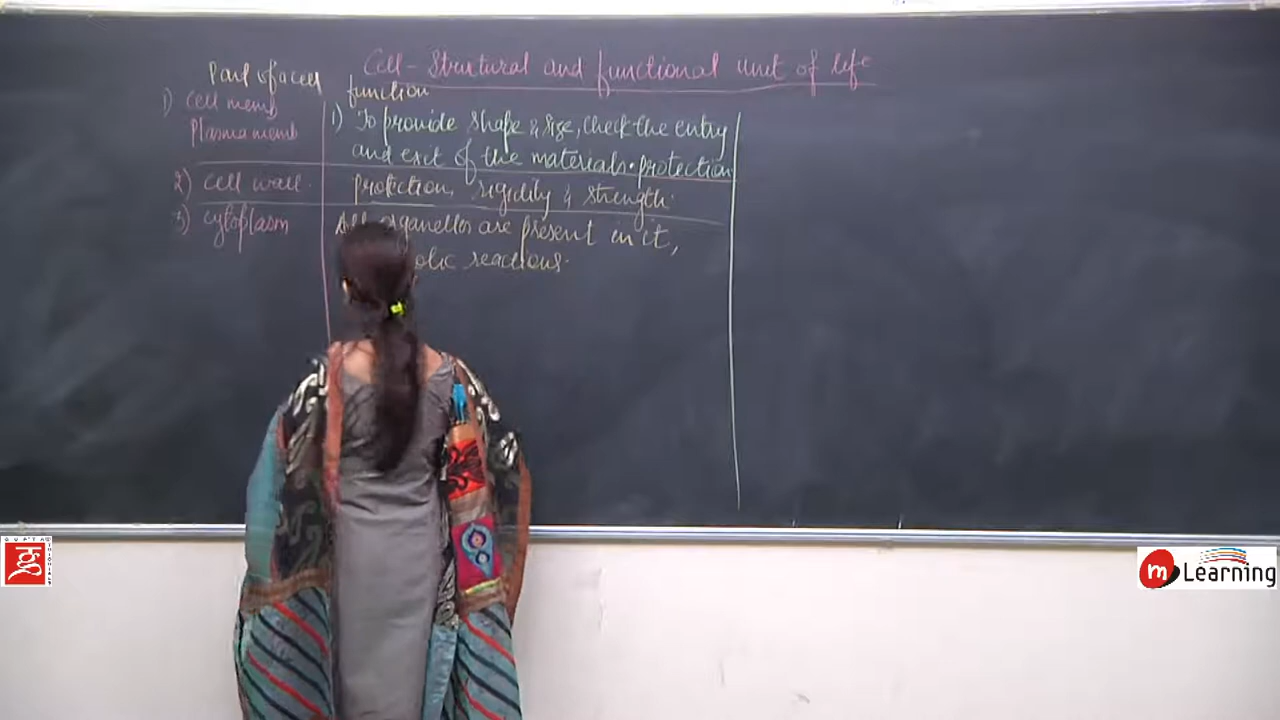 Cell - Structural and functional unit of life
Part of a cell
function
1) Cell memb
Plasma memb
1) To provide shape & size, check the entry
and exit of the materials. protection
2) cell wall.
protection, rigidity & strength.
3) cytoplasm
organelles are present in it,
reactions.
GUPTA TUTORIALS
m Learning